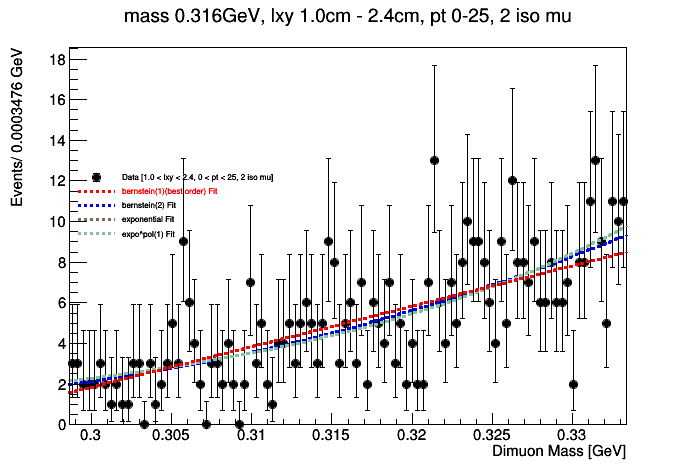 mass 0.316GeV, lxy 1.0cm - 2.4cm, pt 0-25, 2 iso mu
Events/ 0.0003476 GeV
18
16
14
12
10
8
6
4
2
0
Data [1.0 < lxy < 2.4, 0 < pt < 25, 2 iso mu]
bernstein(1)(best order) Fit
bernstein(2) Fit
exponential Fit
expo*pol(1) Fit
0.3 0.305 0.31 0.315 0.32 0.325 0.33
Dimuon Mass [GeV]